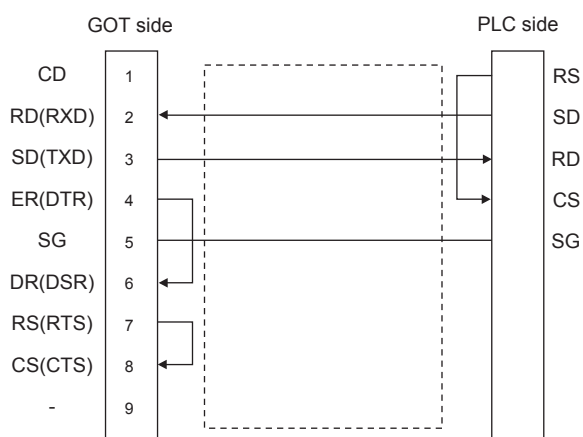 GOT side PLC side
CD 1 RS
RD(RXD) 2 SD
SD(TXD) 3 RD
ER(DTR) 4 CS
SG 5 SG
DR(DSR) 6
RS(RTS) 7
CS(CTS) 8
- 9